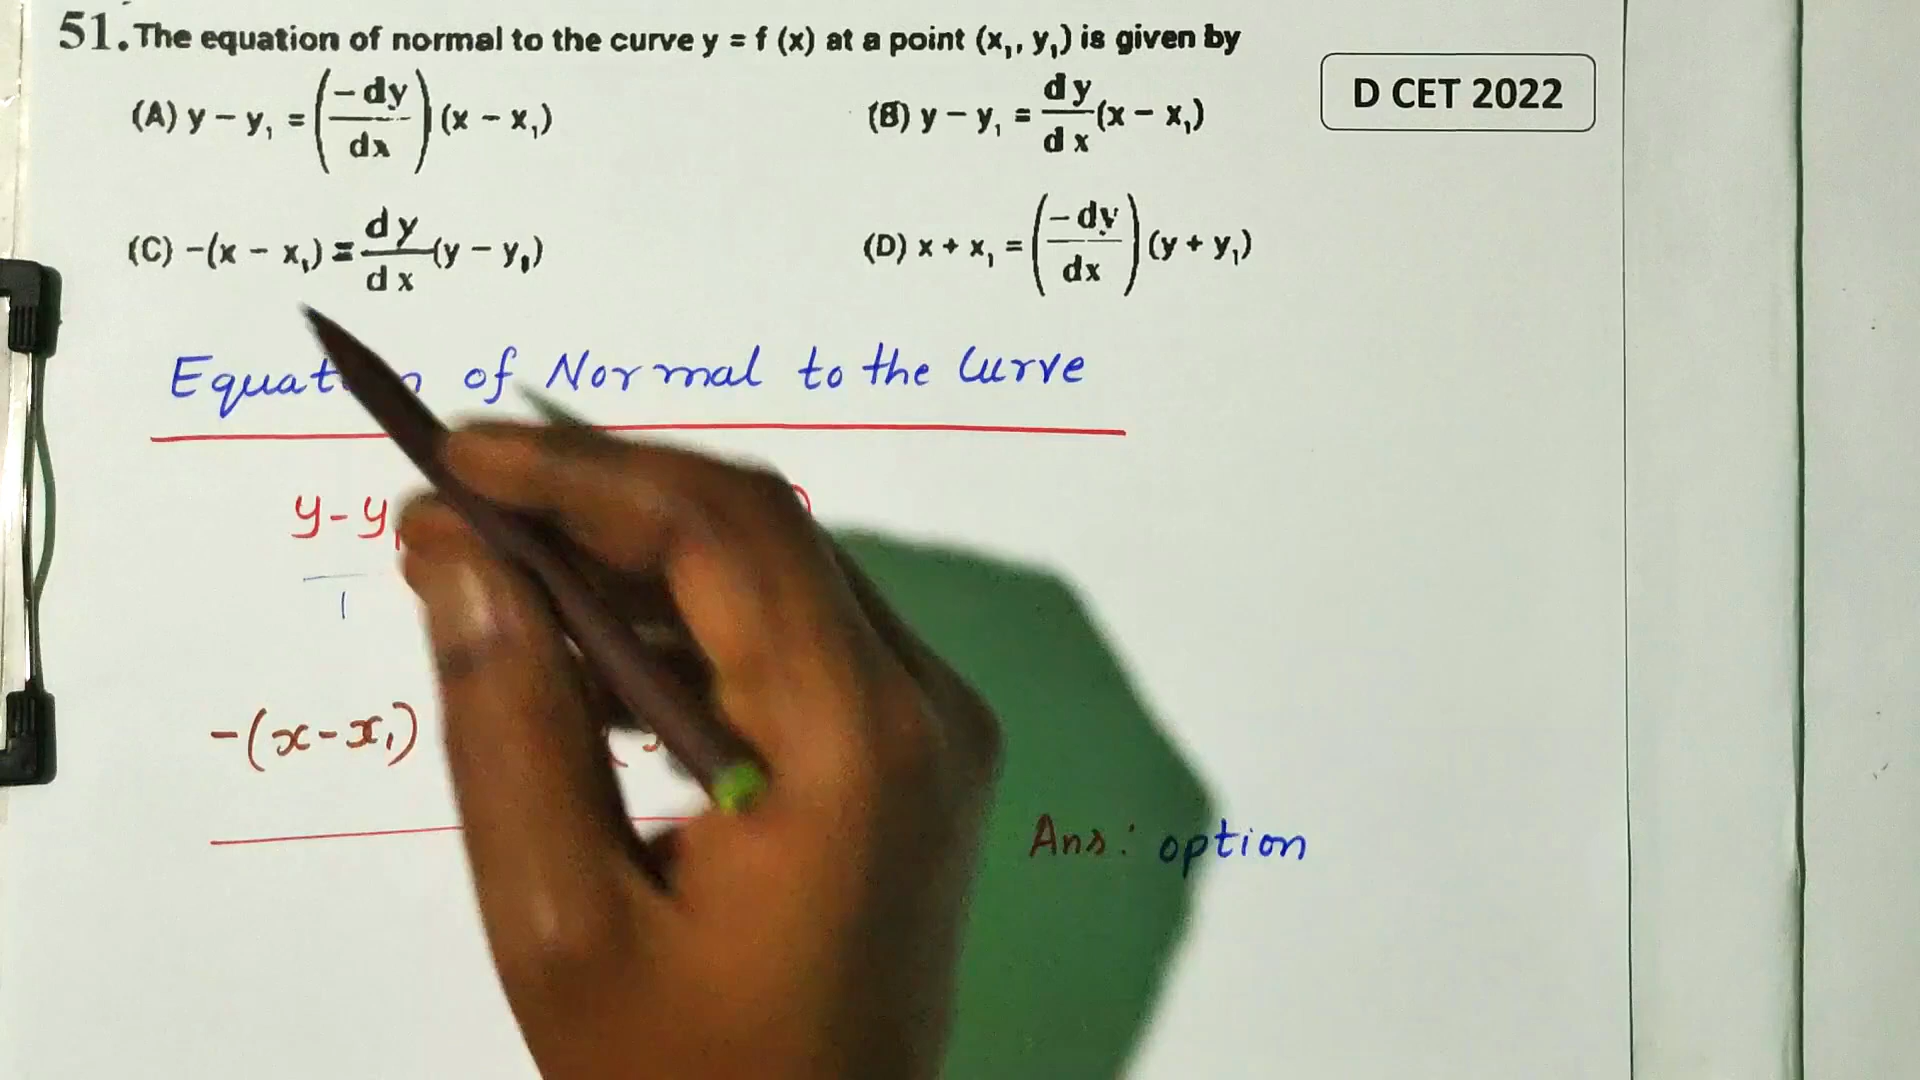 51. The equation of normal to the curve y = f (x) at a point (x₁, y₁) is given by
D CET 2022
(A) y − y₁ = (−dy/dx) (x − x₁)
(B) y − y₁ = dy/dx (x − x₁)
(C) −(x − x₁) = dy/dx (y − y₁)
(D) x + x₁ = (−dy/dx) (y + y₁)
Equation of Normal to the Curve
y - y₁
1
-(x-x₁)
Ans: option